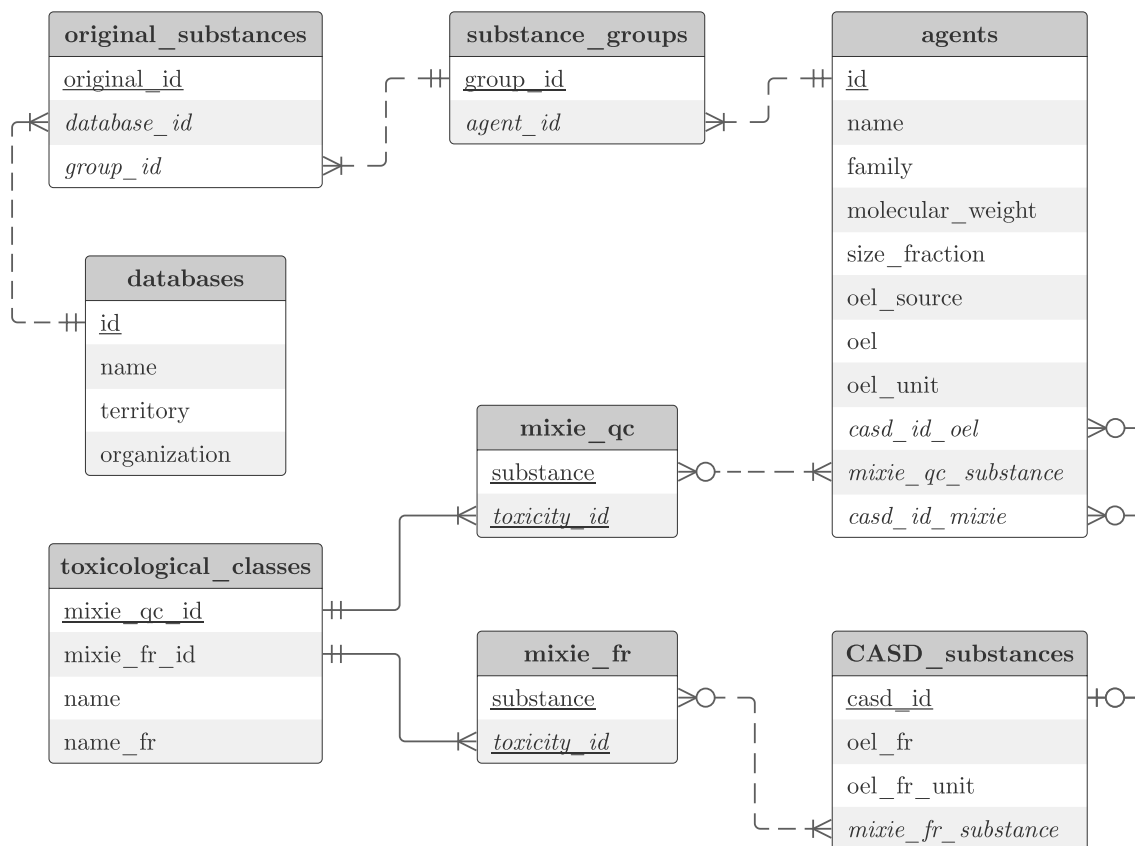 original_substances
original_id
database_id
group_id
substance_groups
group_id
agent_id
agents
id
name
family
molecular_weight
size_fraction
oel_source
oel
oel_unit
casd_id_oel
mixie_qc_substance
casd_id_mixie
databases
id
name
territory
organization
mixie_qc
substance
toxicity_id
toxicological_classes
mixie_qc_id
mixie_fr_id
name
name_fr
mixie_fr
substance
toxicity_id
CASD_substances
casd_id
oel_fr
oel_fr_unit
mixie_fr_substance